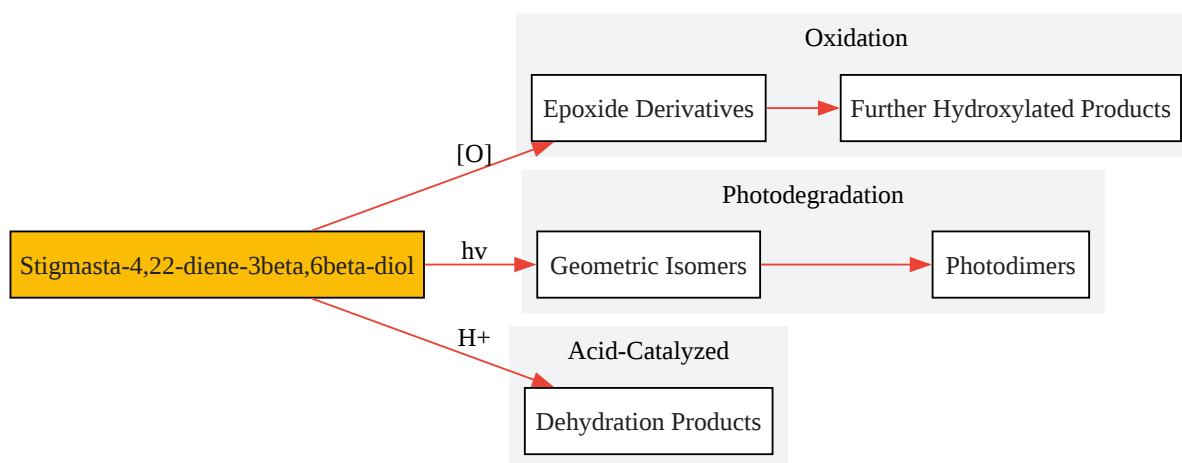 Oxidation
Epoxide Derivatives
Further Hydroxylated Products
[O]
Photodegradation
Stigmasta-4,22-diene-3beta,6beta-diol
hv
Geometric Isomers
Photodimers
H+
Acid-Catalyzed
Dehydration Products